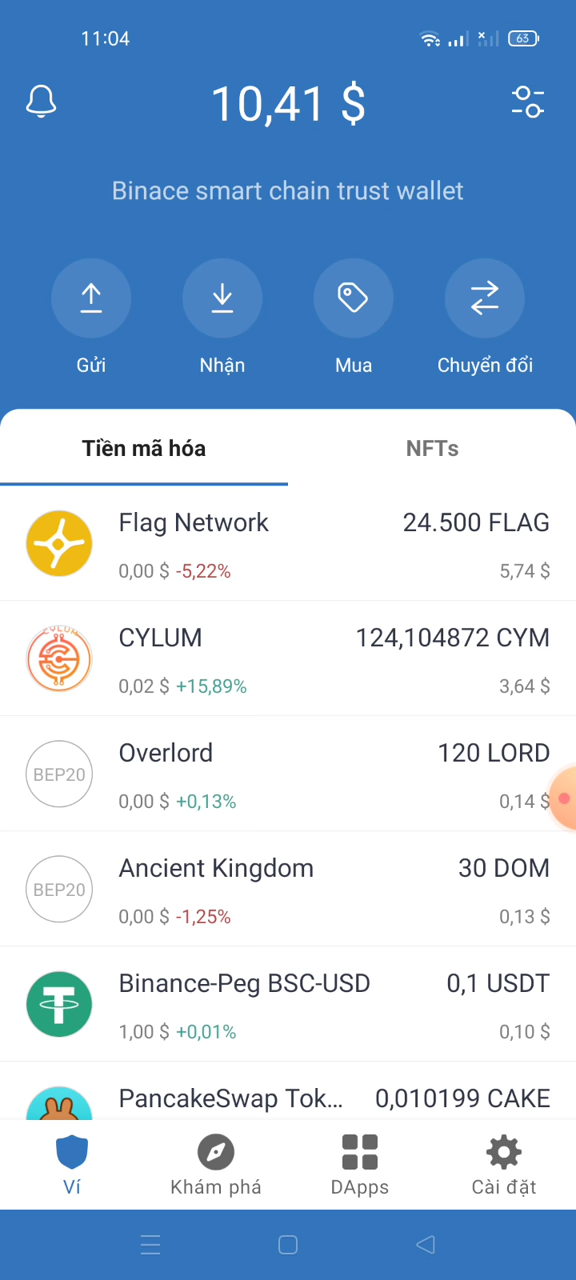 11:04
63
10,41 $
Binace smart chain trust wallet
Gửi
Nhận
Mua
Chuyển đổi
Tiền mã hóa
NFTs
Flag Network
24.500 FLAG
0,00 $ -5,22%
5,74 $
CYLUM
CYLUM
124,104872 CYM
0,02 $ +15,89%
3,64 $
Overlord
120 LORD
BEP20
0,00 $ +0,13%
0,14 $
Ancient Kingdom
30 DOM
BEP20
0,00 $ -1,25%
0,13 $
Binance-Peg BSC-USD
0,1 USDT
1,00 $ +0,01%
0,10 $
PancakeSwap Tok...
0,010199 CAKE
Ví
Khám phá
DApps
Cài đặt